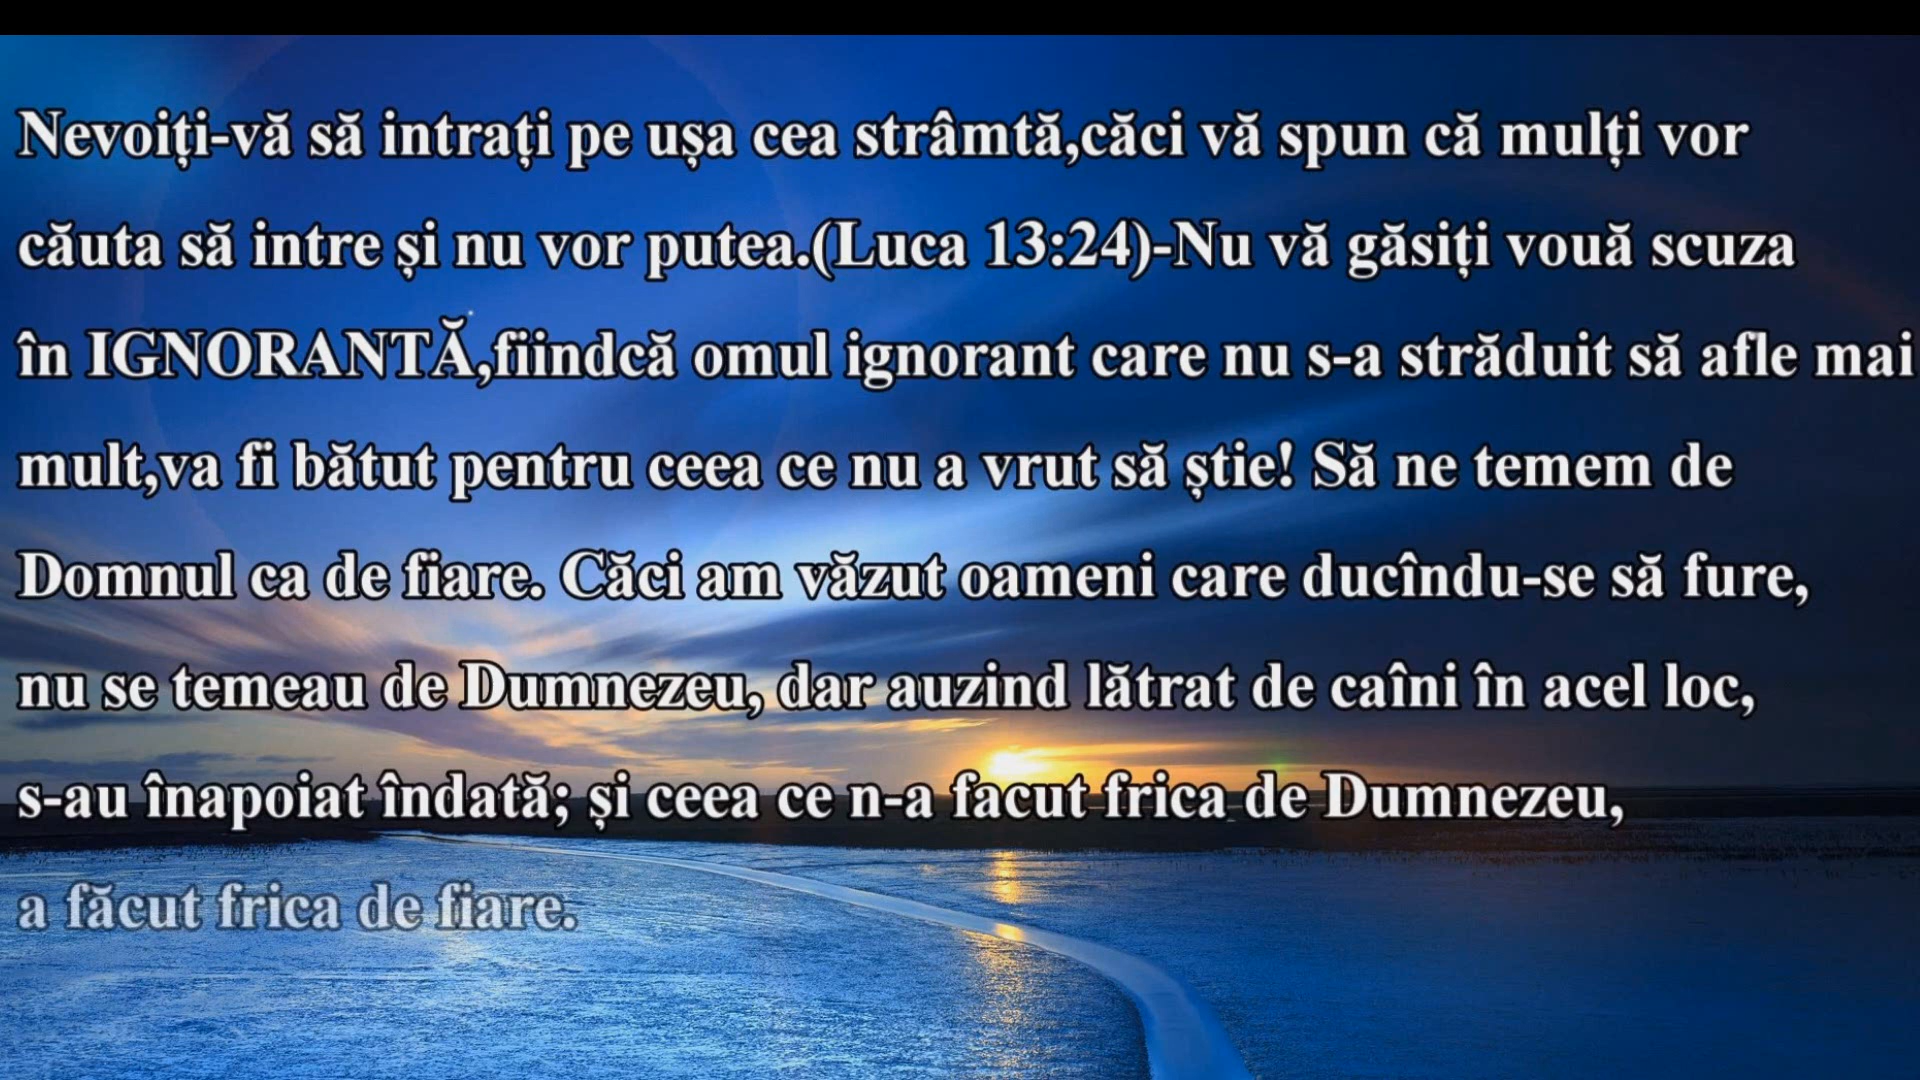 Nevoiți-vă să intrați pe ușa cea strâmtă,căci vă spun că mulți vor
căuta să intre și nu vor putea.(Luca 13:24)-Nu vă găsiți vouă scuza
în IGNORANTĂ,fiindcă omul ignorant care nu s-a străduit să afle mai
mult,va fi bătut pentru ceea ce nu a vrut să știe! Să ne temem de
Domnul ca de fiare. Căci am văzut oameni care ducîndu-se să fure,
nu se temeau de Dumnezeu, dar auzind lătrat de caîni în acel loc,
s-au înapoiat îndată; și ceea ce n-a facut frica de Dumnezeu,
a făcut frica de fiare.